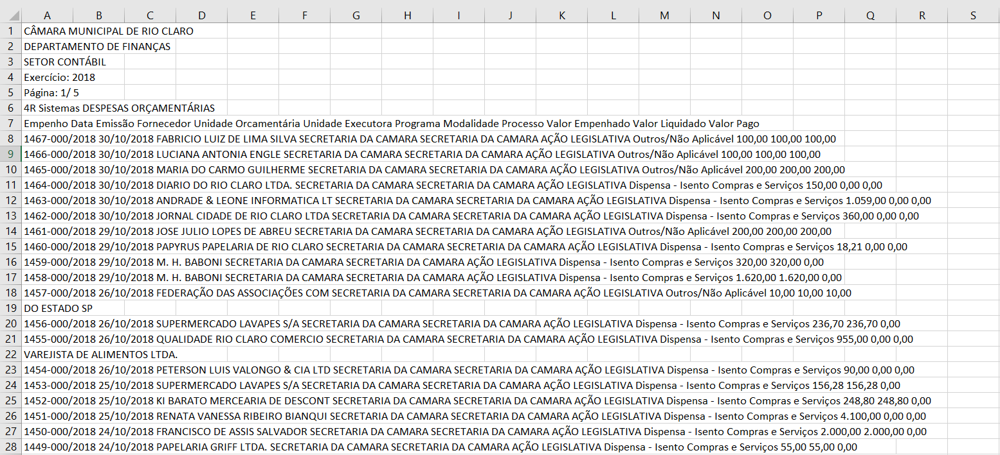 A B C D E F G H I J K L M N O P Q R S
1 CÂMARA MUNICIPAL DE RIO CLARO
2 DEPARTAMENTO DE FINANÇAS
3 SETOR CONTÁBIL
4 Exercício: 2018
5 Página: 1/ 5
6 4R Sistemas DESPESAS ORÇAMENTÁRIAS
7 Empenho Data Emissão Fornecedor Unidade Orcamentária Unidade Executora Programa Modalidade Processo Valor Empenhado Valor Liquidado Valor Pago
8 1467-000/2018 30/10/2018 FABRICIO LUIZ DE LIMA SILVA SECRETARIA DA CAMARA SECRETARIA DA CAMARA AÇÃO LEGISLATIVA Outros/Não Aplicável 100,00 100,00 100,00
9 1466-000/2018 30/10/2018 LUCIANA ANTONIA ENGLE SECRETARIA DA CAMARA SECRETARIA DA CAMARA AÇÃO LEGISLATIVA Outros/Não Aplicável 100,00 100,00 100,00
10 1465-000/2018 30/10/2018 MARIA DO CARMO GUILHERME SECRETARIA DA CAMARA SECRETARIA DA CAMARA AÇÃO LEGISLATIVA Outros/Não Aplicável 200,00 200,00 200,00
11 1464-000/2018 30/10/2018 DIARIO DO RIO CLARO LTDA. SECRETARIA DA CAMARA SECRETARIA DA CAMARA AÇÃO LEGISLATIVA Dispensa - Isento Compras e Serviços 150,00 0,00 0,00
12 1463-000/2018 30/10/2018 ANDRADE & LEONE INFORMATICA LT SECRETARIA DA CAMARA SECRETARIA DA CAMARA AÇÃO LEGISLATIVA Dispensa - Isento Compras e Serviços 1.059,00 0,00 0,00
13 1462-000/2018 30/10/2018 JORNAL CIDADE DE RIO CLARO LTDA SECRETARIA DA CAMARA SECRETARIA DA CAMARA AÇÃO LEGISLATIVA Dispensa - Isento Compras e Serviços 360,00 0,00 0,00
14 1461-000/2018 29/10/2018 JOSE JULIO LOPES DE ABREU SECRETARIA DA CAMARA SECRETARIA DA CAMARA AÇÃO LEGISLATIVA Outros/Não Aplicável 200,00 200,00 200,00
15 1460-000/2018 29/10/2018 PAPYRUS PAPELARIA DE RIO CLARO SECRETARIA DA CAMARA SECRETARIA DA CAMARA AÇÃO LEGISLATIVA Dispensa - Isento Compras e Serviços 18,21 0,00 0,00
16 1459-000/2018 29/10/2018 M. H. BABONI SECRETARIA DA CAMARA SECRETARIA DA CAMARA AÇÃO LEGISLATIVA Dispensa - Isento Compras e Serviços 320,00 320,00 0,00
17 1458-000/2018 29/10/2018 M. H. BABONI SECRETARIA DA CAMARA SECRETARIA DA CAMARA AÇÃO LEGISLATIVA Dispensa - Isento Compras e Serviços 1.620,00 1.620,00 0,00
18 1457-000/2018 26/10/2018 FEDERAÇÃO DAS ASSOCIAÇÕES COM SECRETARIA DA CAMARA SECRETARIA DA CAMARA AÇÃO LEGISLATIVA Outros/Não Aplicável 10,00 10,00 10,00
19 DO ESTADO SP
20 1456-000/2018 26/10/2018 SUPERMERCADO LAVAPES S/A SECRETARIA DA CAMARA SECRETARIA DA CAMARA AÇÃO LEGISLATIVA Dispensa - Isento Compras e Serviços 236,70 236,70 0,00
21 1455-000/2018 26/10/2018 QUALIDADE RIO CLARO COMERCIO SECRETARIA DA CAMARA SECRETARIA DA CAMARA AÇÃO LEGISLATIVA Dispensa - Isento Compras e Serviços 955,00 0,00 0,00
22 VAREJISTA DE ALIMENTOS LTDA.
23 1454-000/2018 26/10/2018 PETERSON LUIS VALONGO & CIA LTD SECRETARIA DA CAMARA SECRETARIA DA CAMARA AÇÃO LEGISLATIVA Dispensa - Isento Compras e Serviços 90,00 0,00 0,00
24 1453-000/2018 25/10/2018 SUPERMERCADO LAVAPES S/A SECRETARIA DA CAMARA SECRETARIA DA CAMARA AÇÃO LEGISLATIVA Dispensa - Isento Compras e Serviços 156,28 156,28 0,00
25 1452-000/2018 25/10/2018 KI BARATO MERCEARIA DE DESCONT SECRETARIA DA CAMARA SECRETARIA DA CAMARA AÇÃO LEGISLATIVA Dispensa - Isento Compras e Serviços 248,80 248,80 0,00
26 1451-000/2018 25/10/2018 RENATA VANESSA RIBEIRO BIANQUI SECRETARIA DA CAMARA SECRETARIA DA CAMARA AÇÃO LEGISLATIVA Dispensa - Isento Compras e Serviços 4.100,00 0,00 0,00
27 1450-000/2018 24/10/2018 FRANCISCO DE ASSIS SALVADOR SECRETARIA DA CAMARA SECRETARIA DA CAMARA AÇÃO LEGISLATIVA Dispensa - Isento Compras e Serviços 2.000,00 2.000,00 0,00
28 1449-000/2018 24/10/2018 PAPELARIA GRIFF LTDA. SECRETARIA DA CAMARA SECRETARIA DA CAMARA AÇÃO LEGISLATIVA Dispensa - Isento Compras e Serviços 55,00 55,00 0,00